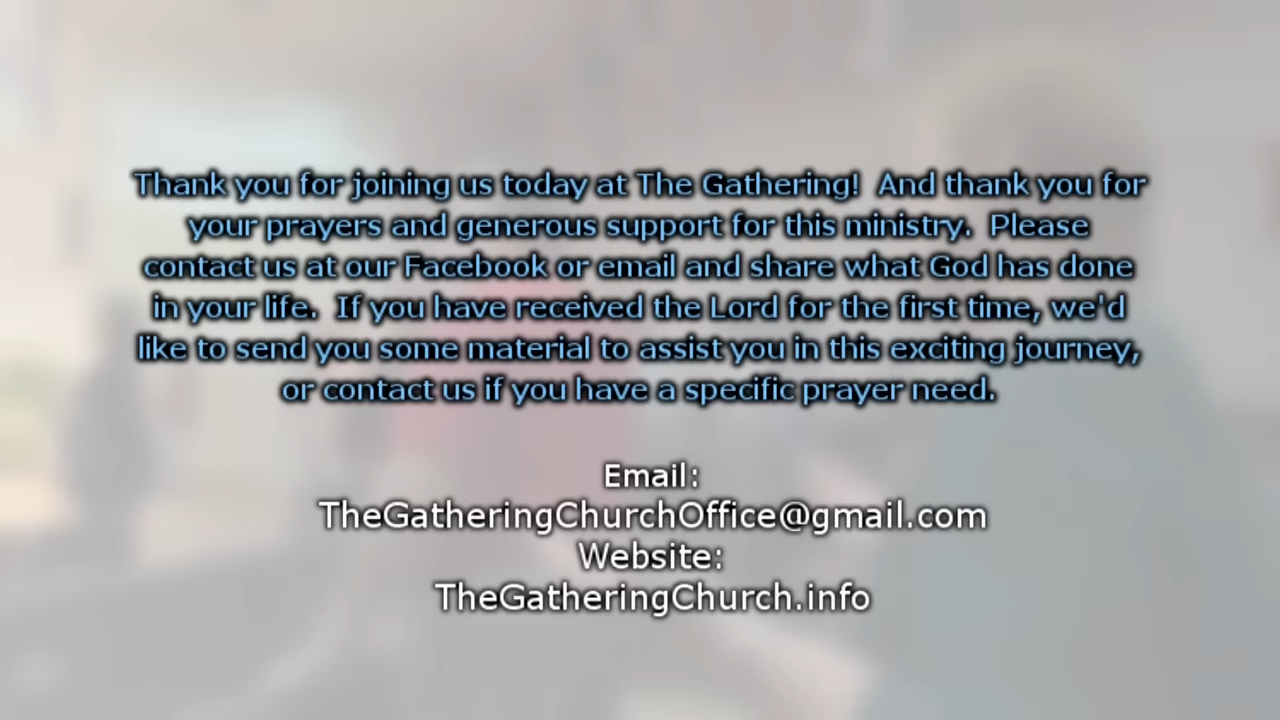 Thank you for joining us today at The Gathering!  And thank you for
your prayers and generous support for this ministry.  Please
contact us at our Facebook or email and share what God has done
in your life.  If you have received the Lord for the first time, we'd
like to send you some material to assist you in this exciting journey,
or contact us if you have a specific prayer need.
Email:
TheGatheringChurchOffice@gmail.com
Website:
TheGatheringChurch.info